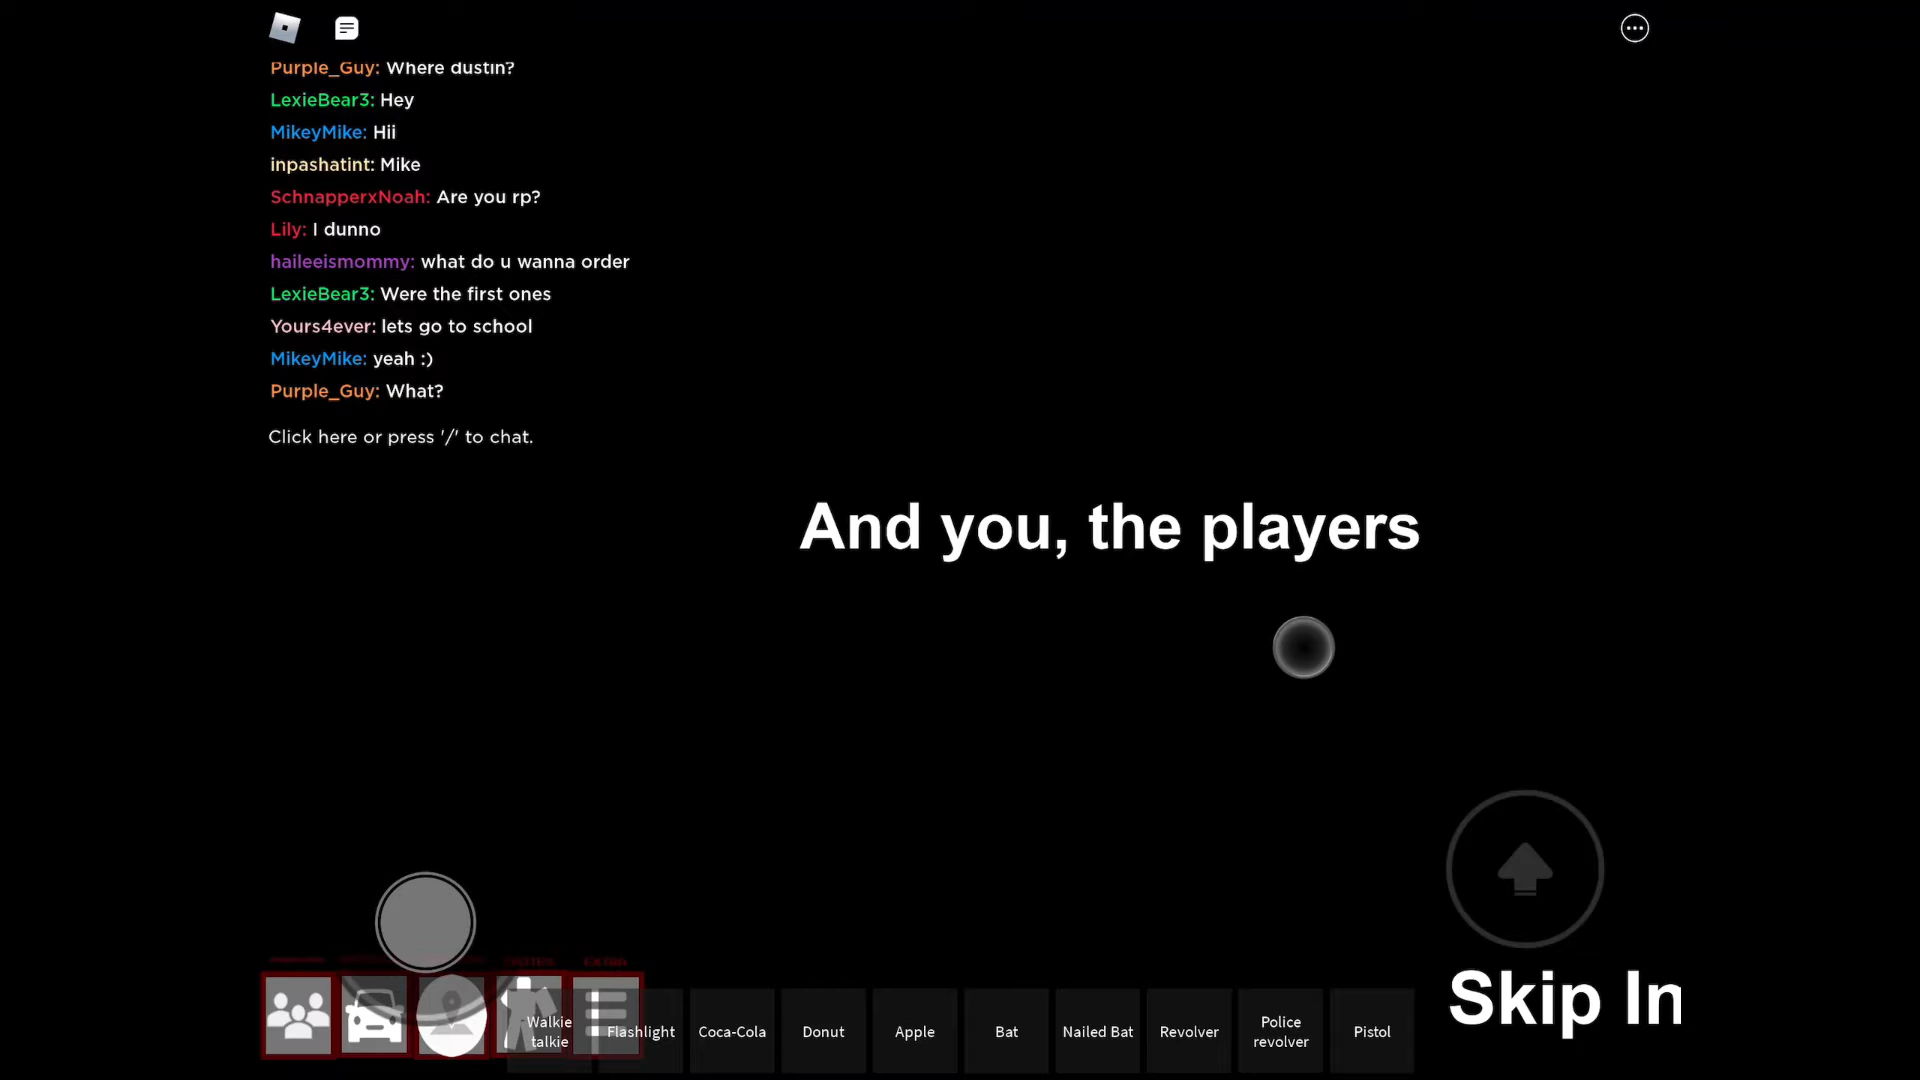 Purple_Guy: Where dustin?
LexieBear3: Hey
MikeyMike: Hii
inpashatint: Mike
SchnapperxNoah: Are you rp?
Lily: I dunno
haileeismommy: what do u wanna order
LexieBear3: Were the first ones
Yours4ever: lets go to school
MikeyMike: yeah :)
Purple_Guy: What?
Click here or press '/' to chat.
And you, the players
Skip In
EXTRA
Walkie
talkie
Flashlight
Coca-Cola
Donut
Apple
Bat
Nailed Bat
Revolver
Police
revolver
Pistol